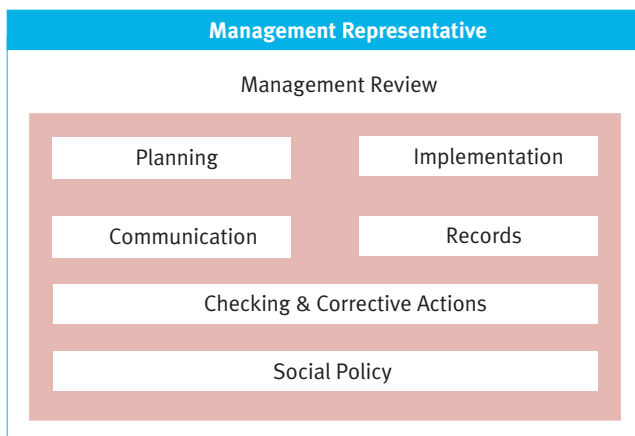 Management Representative
Management Review
Planning
Implementation
Communication
Records
Checking & Corrective Actions
Social Policy